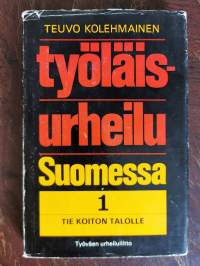 TEUVO KOLEHMAINEN
työläis-
urheilu
Suomessa
1
TIE KOITON TALOLLE
Työväen urheiluliitto